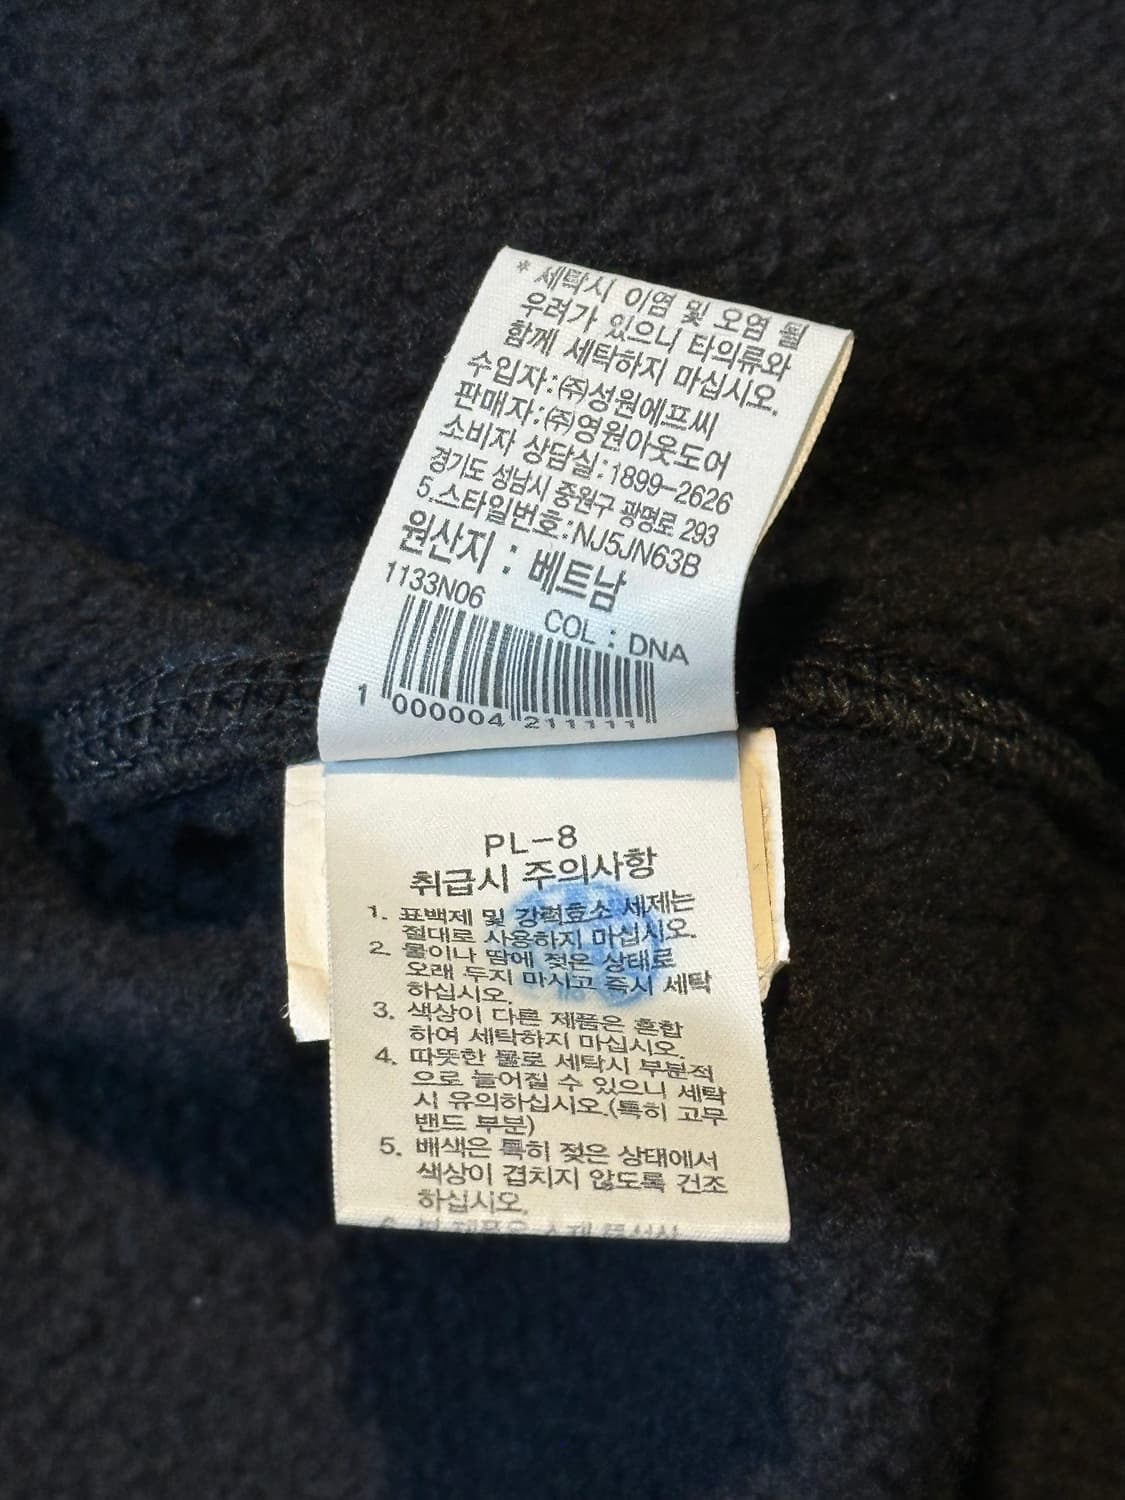 * 세탁시 이염 및 오염 될
우려가 있으니 타의류와
함께 세탁하지 마십시오.
수입자:㈜성원에프씨
판매자:㈜영원아웃도어
소비자 상담실:1899-2626
경기도 성남시 중원구 광명로 293
5.스타일번호:NJ5JN63B
원산지 : 베트남
1133N06
COL : DNA
1 000004 211111
PL-8
취급시 주의사항
1. 표백제 및 강력효소 세제는
절대로 사용하지 마십시오.
2. 물이나 땀에 젖은 상태로
오래 두지 마시고 즉시 세탁
하십시오.
3. 색상이 다른 제품은 혼합
하여 세탁하지 마십시오.
4. 따뜻한 물로 세탁시 부분적
으로 늘어질 수 있으니 세탁
시 유의하십시오.(특히 고무
밴드 부분)
5. 배색은 특히 젖은 상태에서
색상이 겹치지 않도록 건조
하십시오.